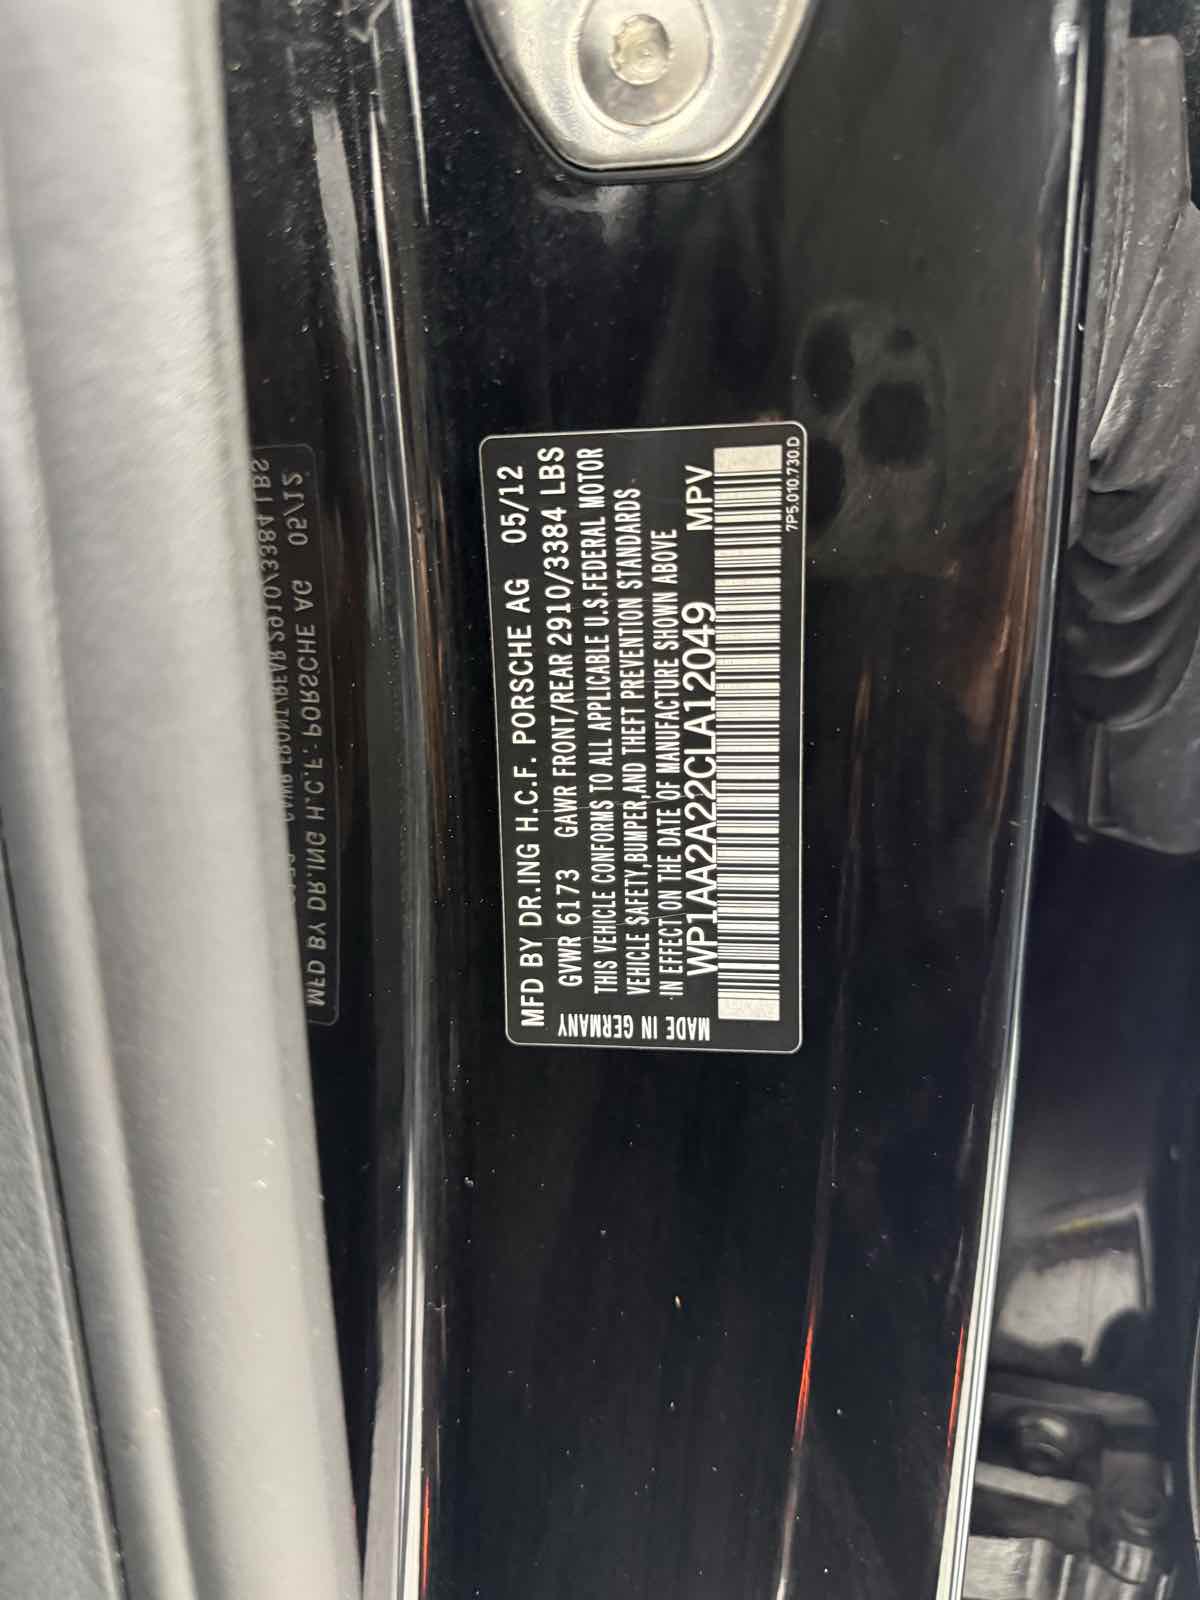 MFD BY DR.ING H.C.F. PORSCHE AG 05/12
GVWR 6173 GAWR FRONT/REAR 2910/3384 LBS
THIS VEHICLE CONFORMS TO ALL APPLICABLE U.S.FEDERAL MOTOR
VEHICLE SAFETY,BUMPER,AND THEFT PREVENTION STANDARDS
IN EFFECT ON THE DATE OF MANUFACTURE SHOWN ABOVE
WP1AA2A22CLA12049 MPV
7P5.010.730.D
MADE IN GERMANY